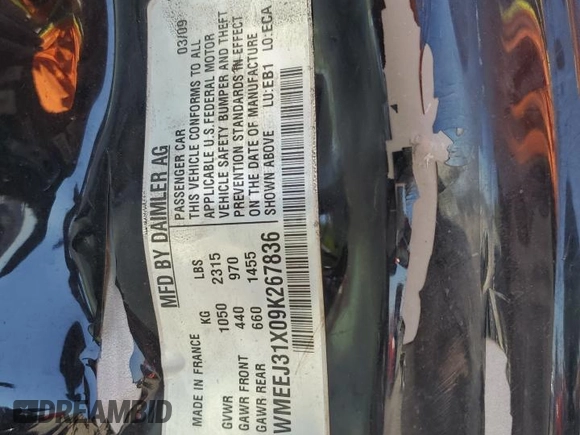 MFD BY DAIMLER AG 03/09
PASSENGER CAR
THIS VEHICLE CONFORMS TO ALL
APPLICABLE U.S. FEDERAL MOTOR
VEHICLE SAFETY BUMPER AND THEFT
PREVENTION STANDARDS IN EFFECT
ON THE DATE OF MANUFACTURE
SHOWN ABOVE LU:EB1 LO:ECA
MADE IN FRANCE KG LBS
GVWR 1050 2315
GAWR FRONT 440 970
GAWR REAR 660 1455
WMEEJ31X09K267836
DREAMBID